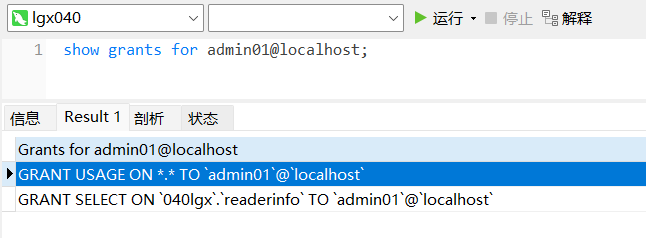 lgx040 运行 停止 解释
1 show grants for admin01@localhost;
信息 Result 1 剖析 状态
Grants for admin01@localhost
GRANT USAGE ON *.* TO `admin01`@`localhost`
GRANT SELECT ON `040lgx`.`readerinfo` TO `admin01`@`localhost`